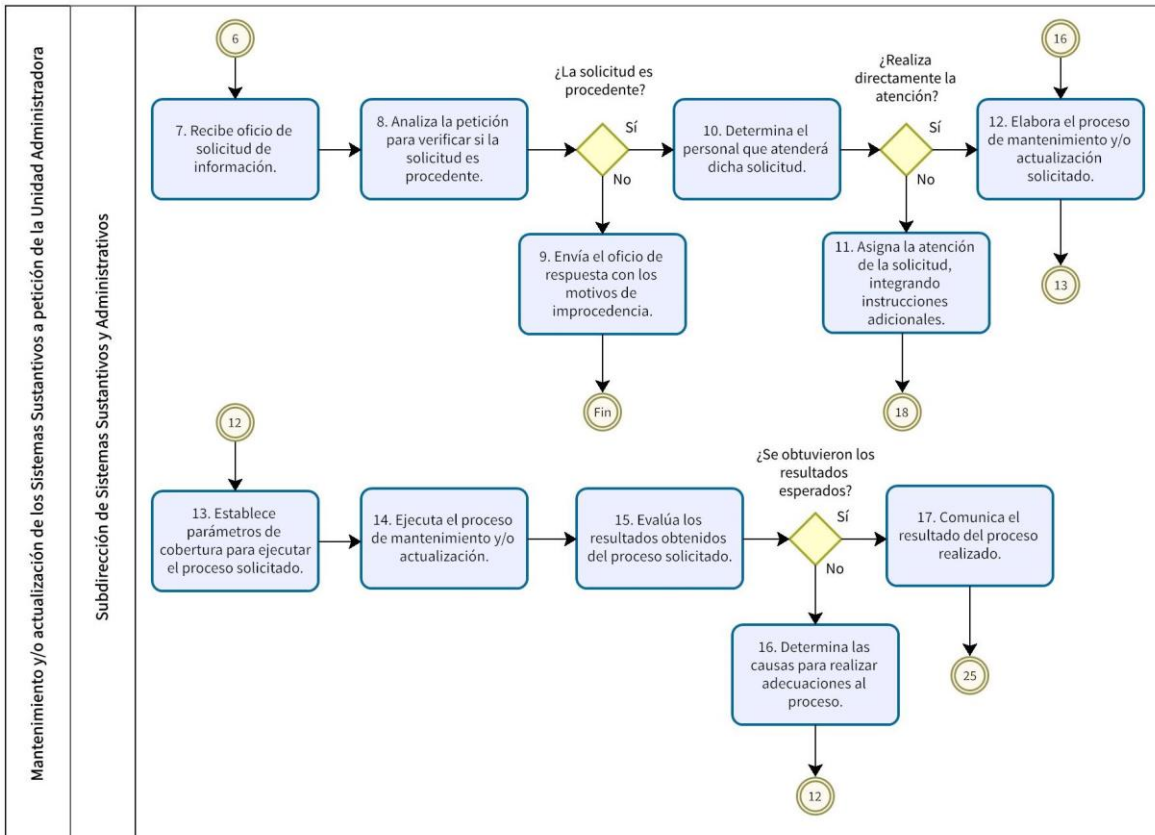 Mantenimiento y/o actualización de los Sistemas Sustantivos a petición de la Unidad Administradora
Subdirección de Sistemas Sustantivos y Administrativos
6
7. Recibe oficio de
solicitud de
información.
8. Analiza la petición
para verificar si la
solicitud es
procedente.
¿La solicitud es
procedente?
Sí
No
9. Envía el oficio de
respuesta con los
motivos de
improcedencia.
Fin
10. Determina el
personal que atenderá
dicha solicitud.
¿Realiza
directamente la
atención?
Sí
No
11. Asigna la atención
de la solicitud,
integrando
instrucciones
adicionales.
18
16
12. Elabora el proceso
de mantenimiento y/o
actualización
solicitado.
13
12
13. Establece
parámetros de
cobertura para ejecutar
el proceso solicitado.
14. Ejecuta el proceso
de mantenimiento y/o
actualización.
15. Evalúa los
resultados obtenidos
del proceso solicitado.
¿Se obtuvieron los
resultados
esperados?
Sí
No
16. Determina las
causas para realizar
adecuaciones al
proceso.
12
17. Comunica el
resultado del proceso
realizado.
25